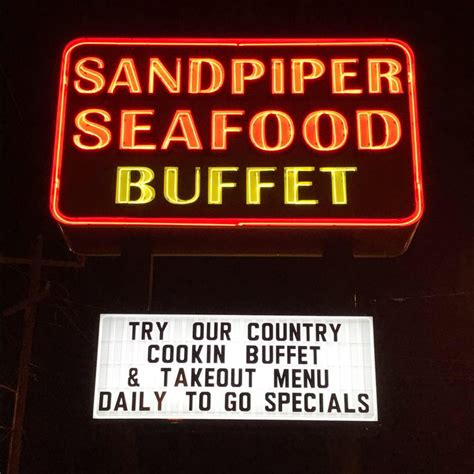 SANDPIPER
SEAFOOD
BUFFET
TRY OUR COUNTRY
COOKIN BUFFET
& TAKEOUT MENU
DAILY TO GO SPECIALS